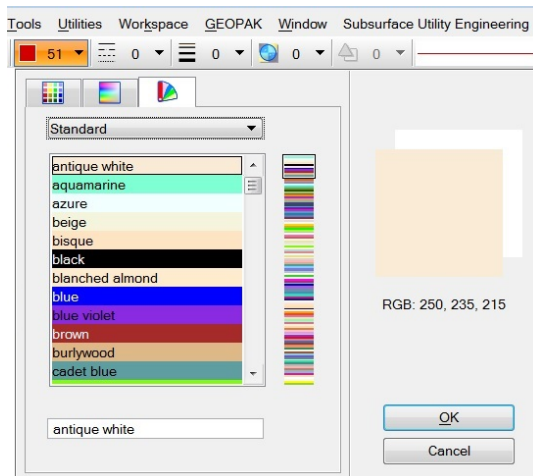 Tools Utilities Workspace GEOPAK Window Subsurface Utility Engineering
51 0 0 0 0
Standard
antique white
aquamarine
azure
beige
bisque
black
blanched almond
blue
blue violet
brown
burlywood
cadet blue
antique white
RGB: 250, 235, 215
OK
Cancel